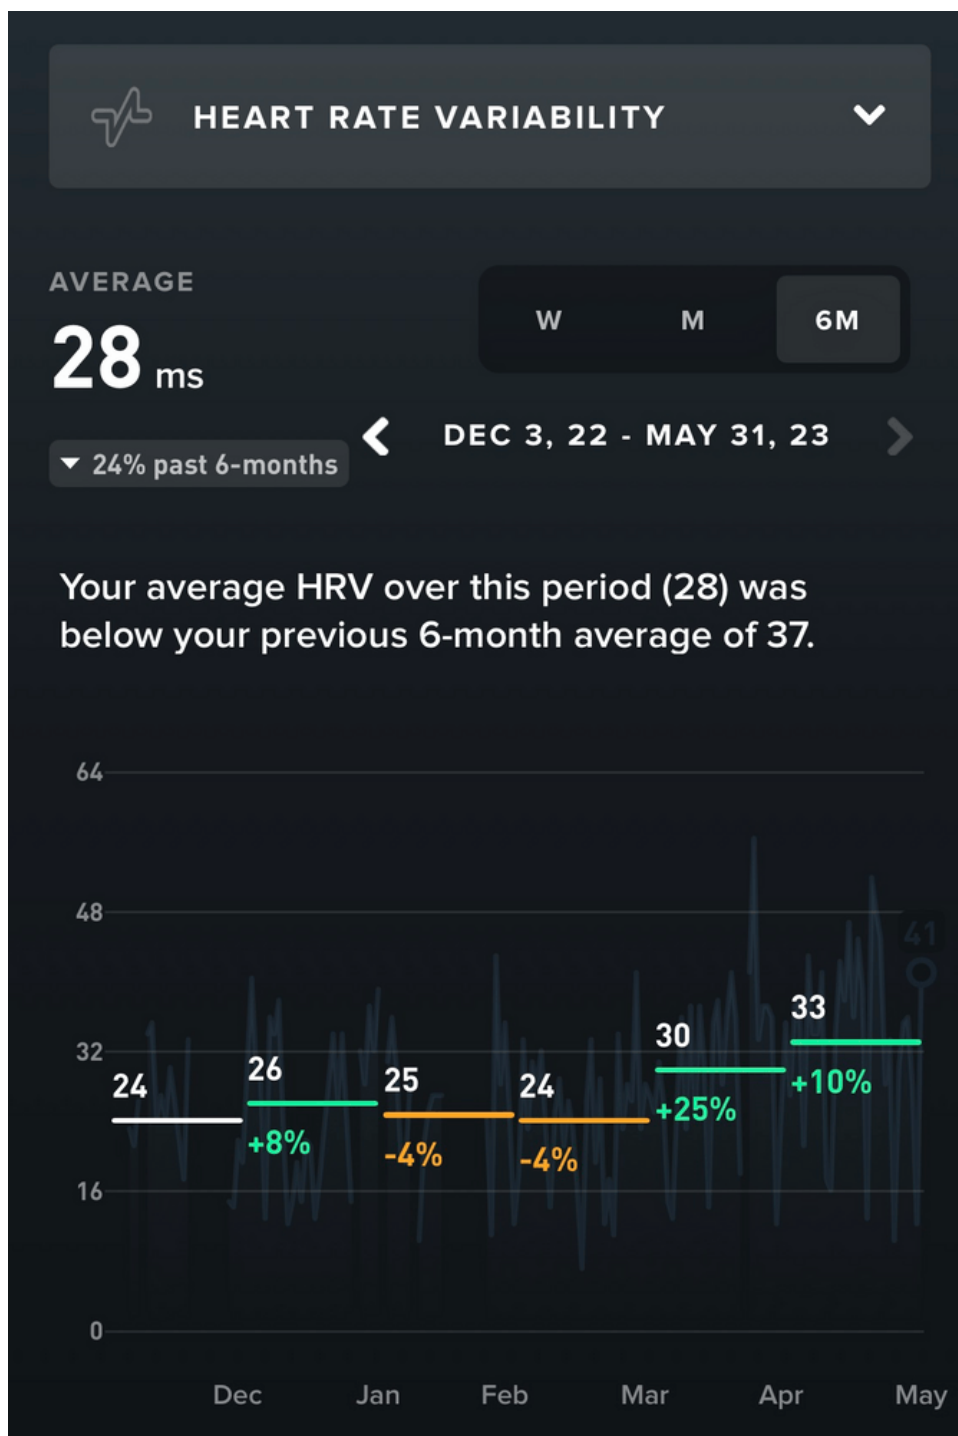 HEART RATE VARIABILITY
AVERAGE
28 ms
W M 6M
DEC 3, 22 - MAY 31, 23
24% past 6-months
Your average HRV over this period (28) was
below your previous 6-month average of 37.
64
48
41
33
32
30
24
26
25
24
+10%
+25%
+8%
-4%
-4%
16
0
Dec Jan Feb Mar Apr May